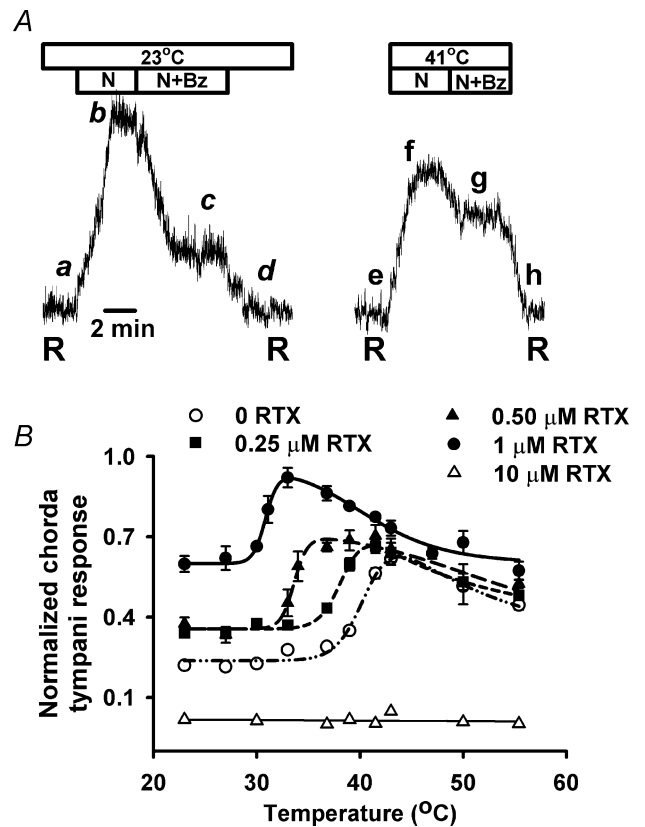 A
23°C
41°C
N
N+Bz
N
N+Bz
b
f
c
g
a
d
e
h
2 min
R
R
R
R
B
0 RTX
0.50 μM RTX
0.25 μM RTX
1 μM RTX
10 μM RTX
1.0
0.7
0.4
0.1
Normalized chorda
tympani response
20
30
40
50
60
Temperature (°C)